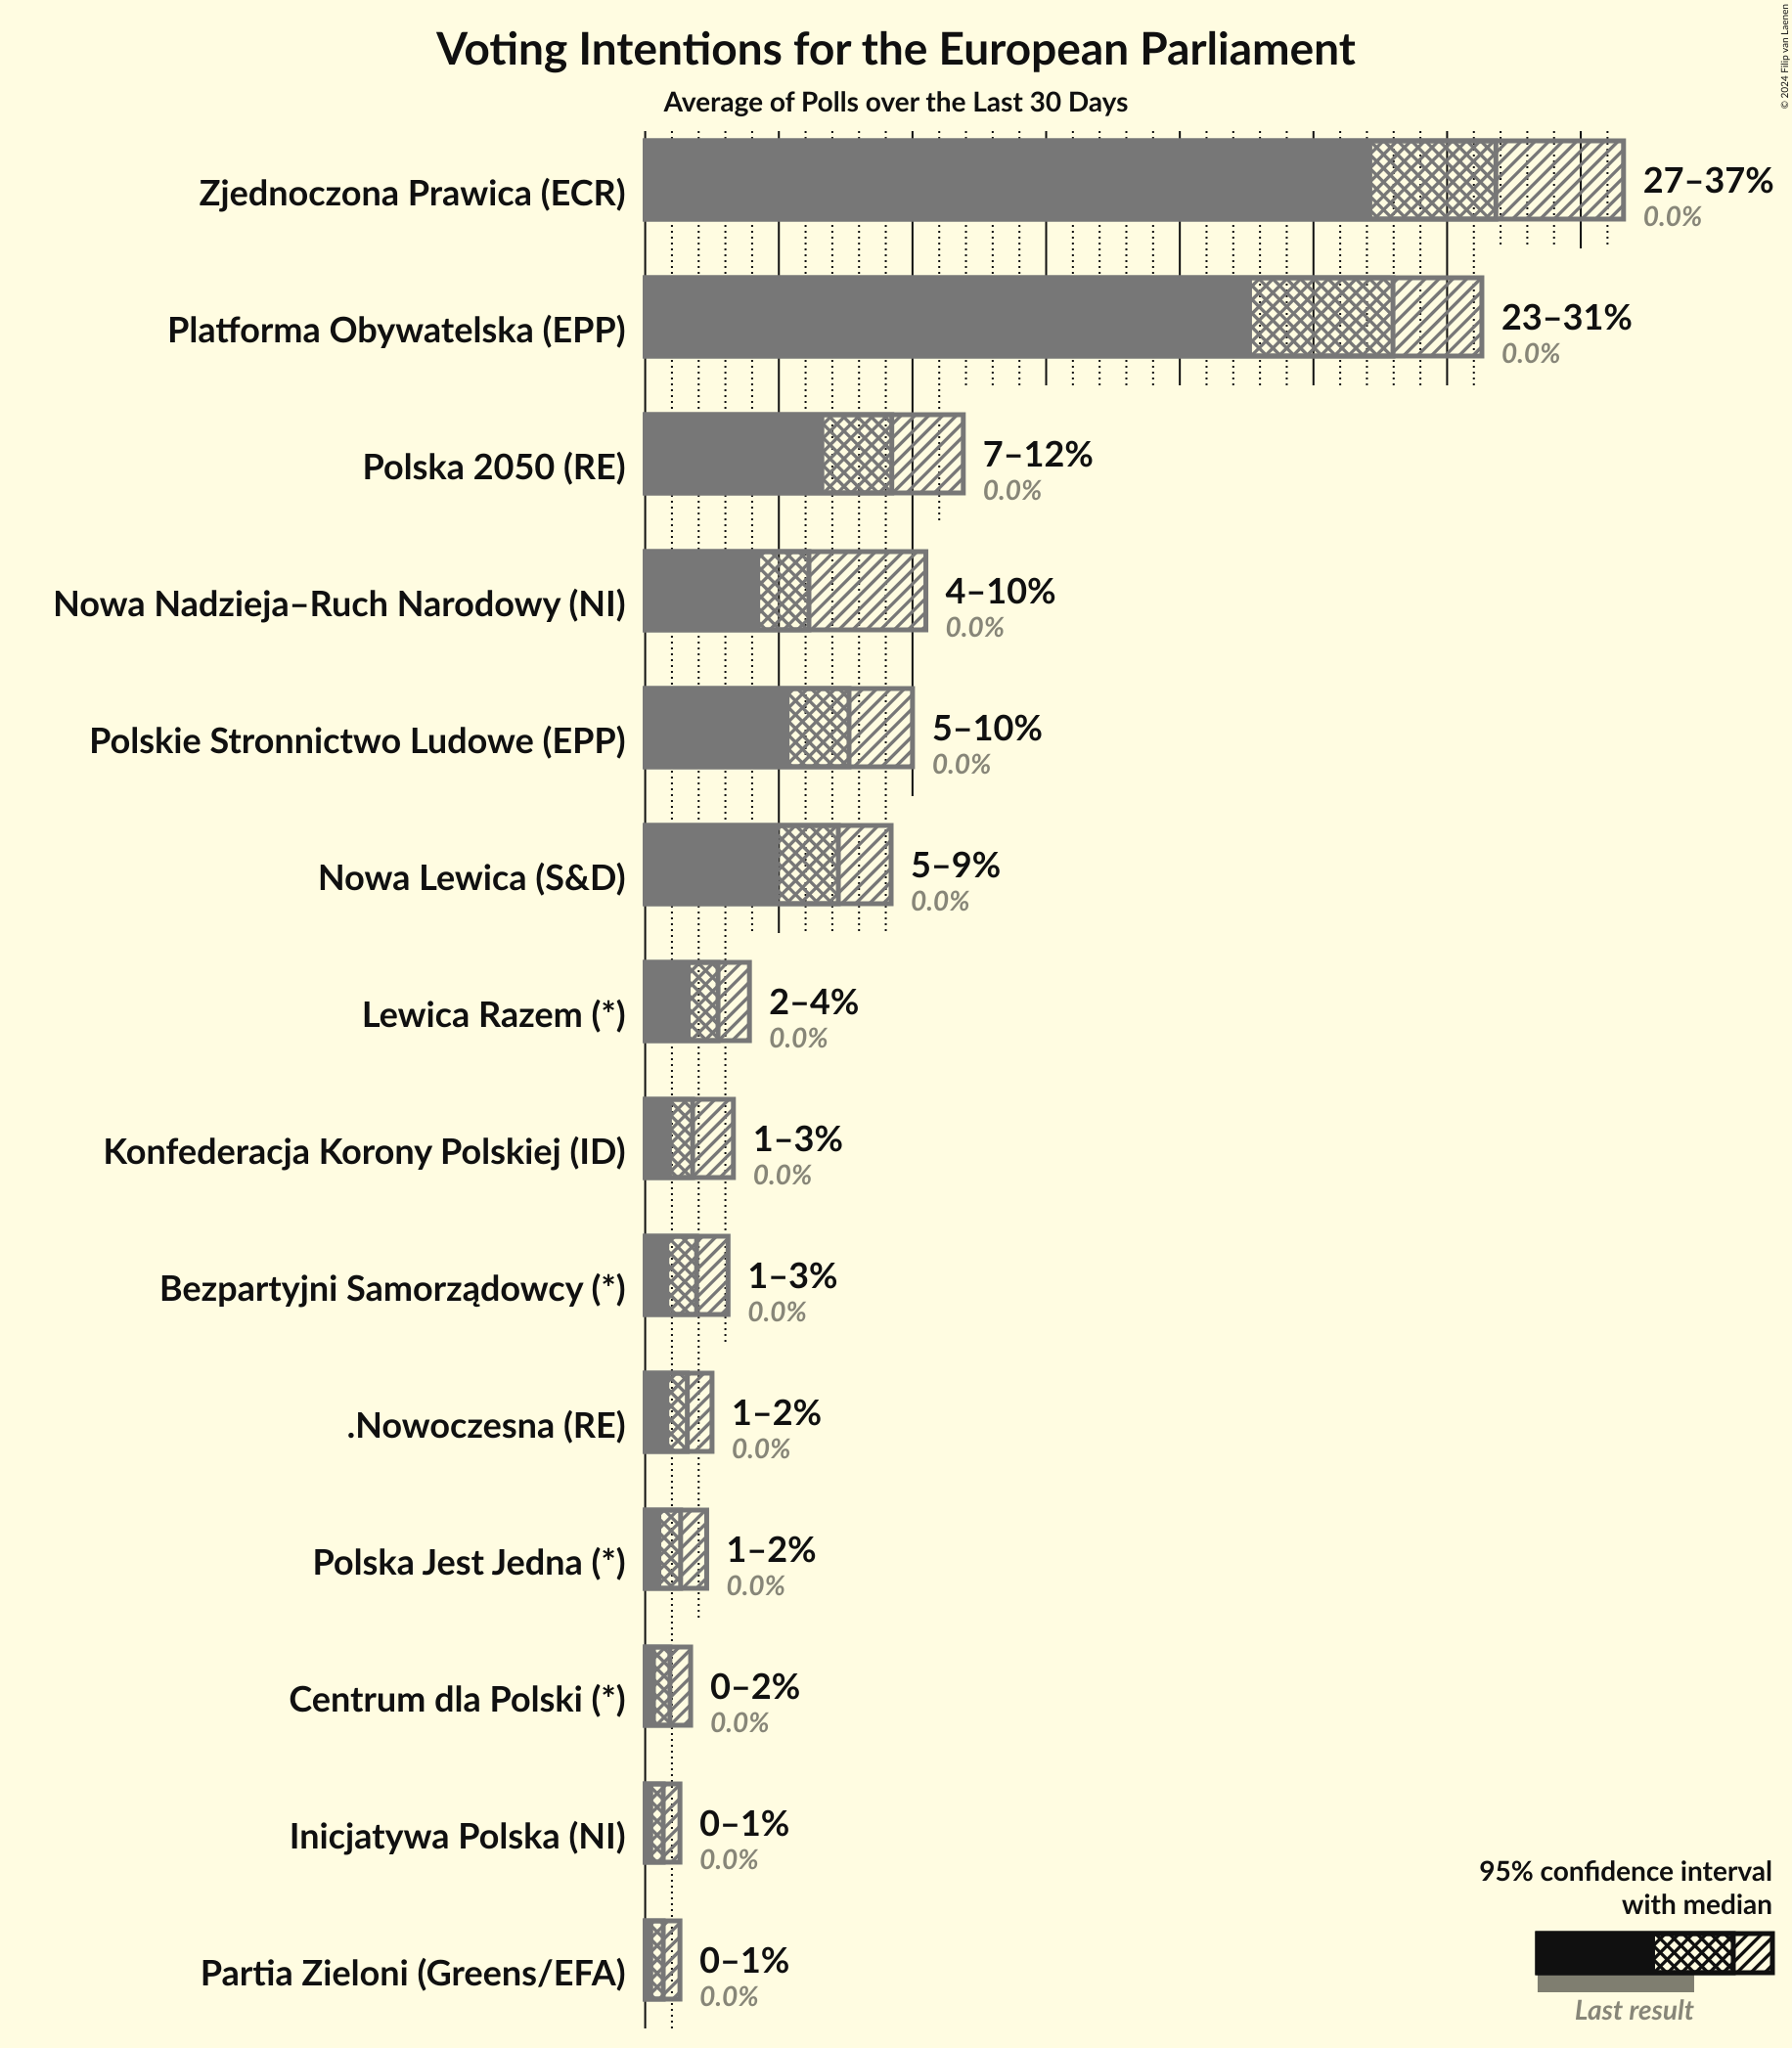 © 2024 Filip van Laenen
Voting Intentions for the European Parliament
Average of Polls over the Last 30 Days
Zjednoczona Prawica (ECR)
27–37%
0.0%
Platforma Obywatelska (EPP)
23–31%
0.0%
Polska 2050 (RE)
7–12%
0.0%
Nowa Nadzieja–Ruch Narodowy (NI)
4–10%
0.0%
Polskie Stronnictwo Ludowe (EPP)
5–10%
0.0%
Nowa Lewica (S&D)
5–9%
0.0%
Lewica Razem (*)
2–4%
0.0%
Konfederacja Korony Polskiej (ID)
1–3%
0.0%
Bezpartyjni Samorządowcy (*)
1–3%
0.0%
.Nowoczesna (RE)
1–2%
0.0%
Polska Jest Jedna (*)
1–2%
0.0%
Centrum dla Polski (*)
0–2%
0.0%
Inicjatywa Polska (NI)
0–1%
0.0%
Partia Zieloni (Greens/EFA)
0–1%
0.0%
95% confidence interval
with median
Last result